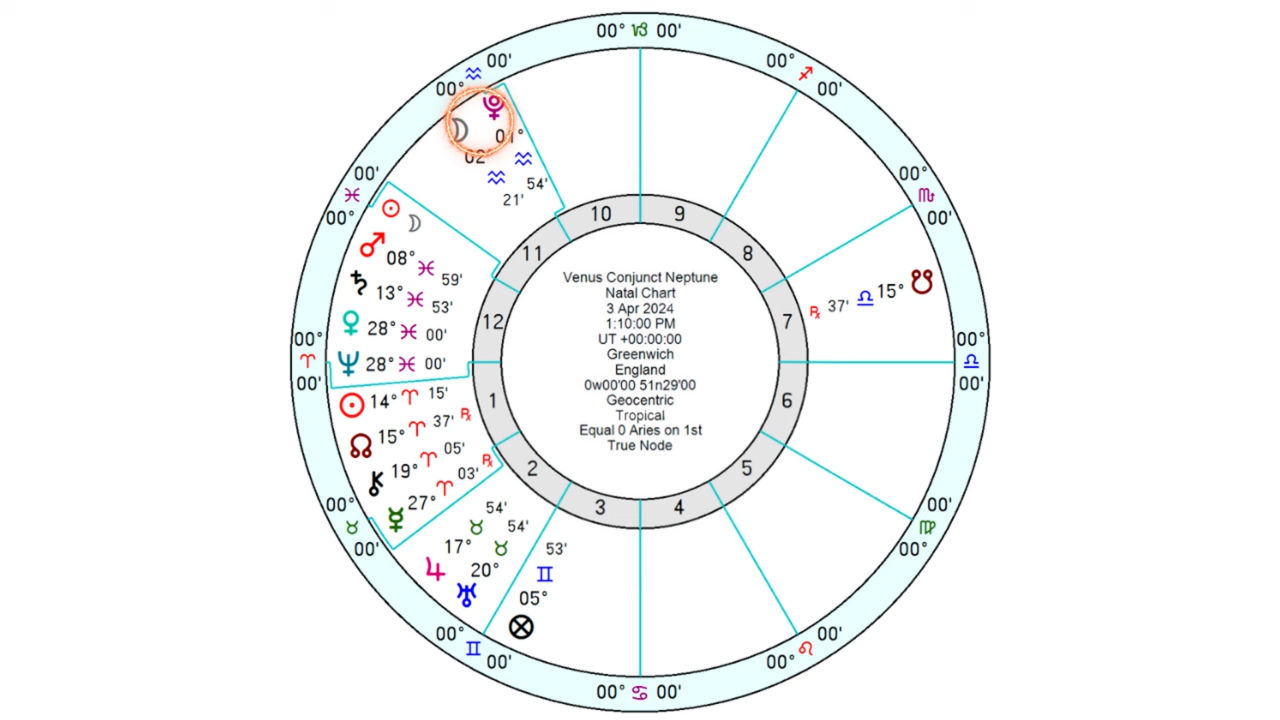 00° ♑ 00'
00° ♐ 00'
00° ♏ 00'
00° ♎ 00'
00° ♍ 00'
00° ♌ 00'
00° ♋ 00'
00° ♊ 00'
00° ♉ 00'
00° ♈ 00'
00° ♓ 00'
00° ♒ 00'
♇ 01° ♒ 54'
☽ 02° ♒ 21'
☉ ☽
♂ 08° ♓ 59'
♄ 13° ♓ 53'
♀ 28° ♓ 00'
♆ 28° ♓ 00'
☉ 14° ♈ 15'
☊ 15° ♈ 37' ℞
⚷ 19° ♈ 05'
☿ 27° ♈ 03' ℞
♃ 17° ♉ 54'
♅ 20° ♉ 54'
⊗ 05° ♊ 53'
℞ 37' ♎ 15° ☋
10
9
8
7
6
5
4
3
2
1
12
11
Venus Conjunct Neptune
Natal Chart
3 Apr 2024
1:10:00 PM
UT +00:00:00
Greenwich
England
0w00'00 51n29'00
Geocentric
Tropical
Equal 0 Aries on 1st
True Node